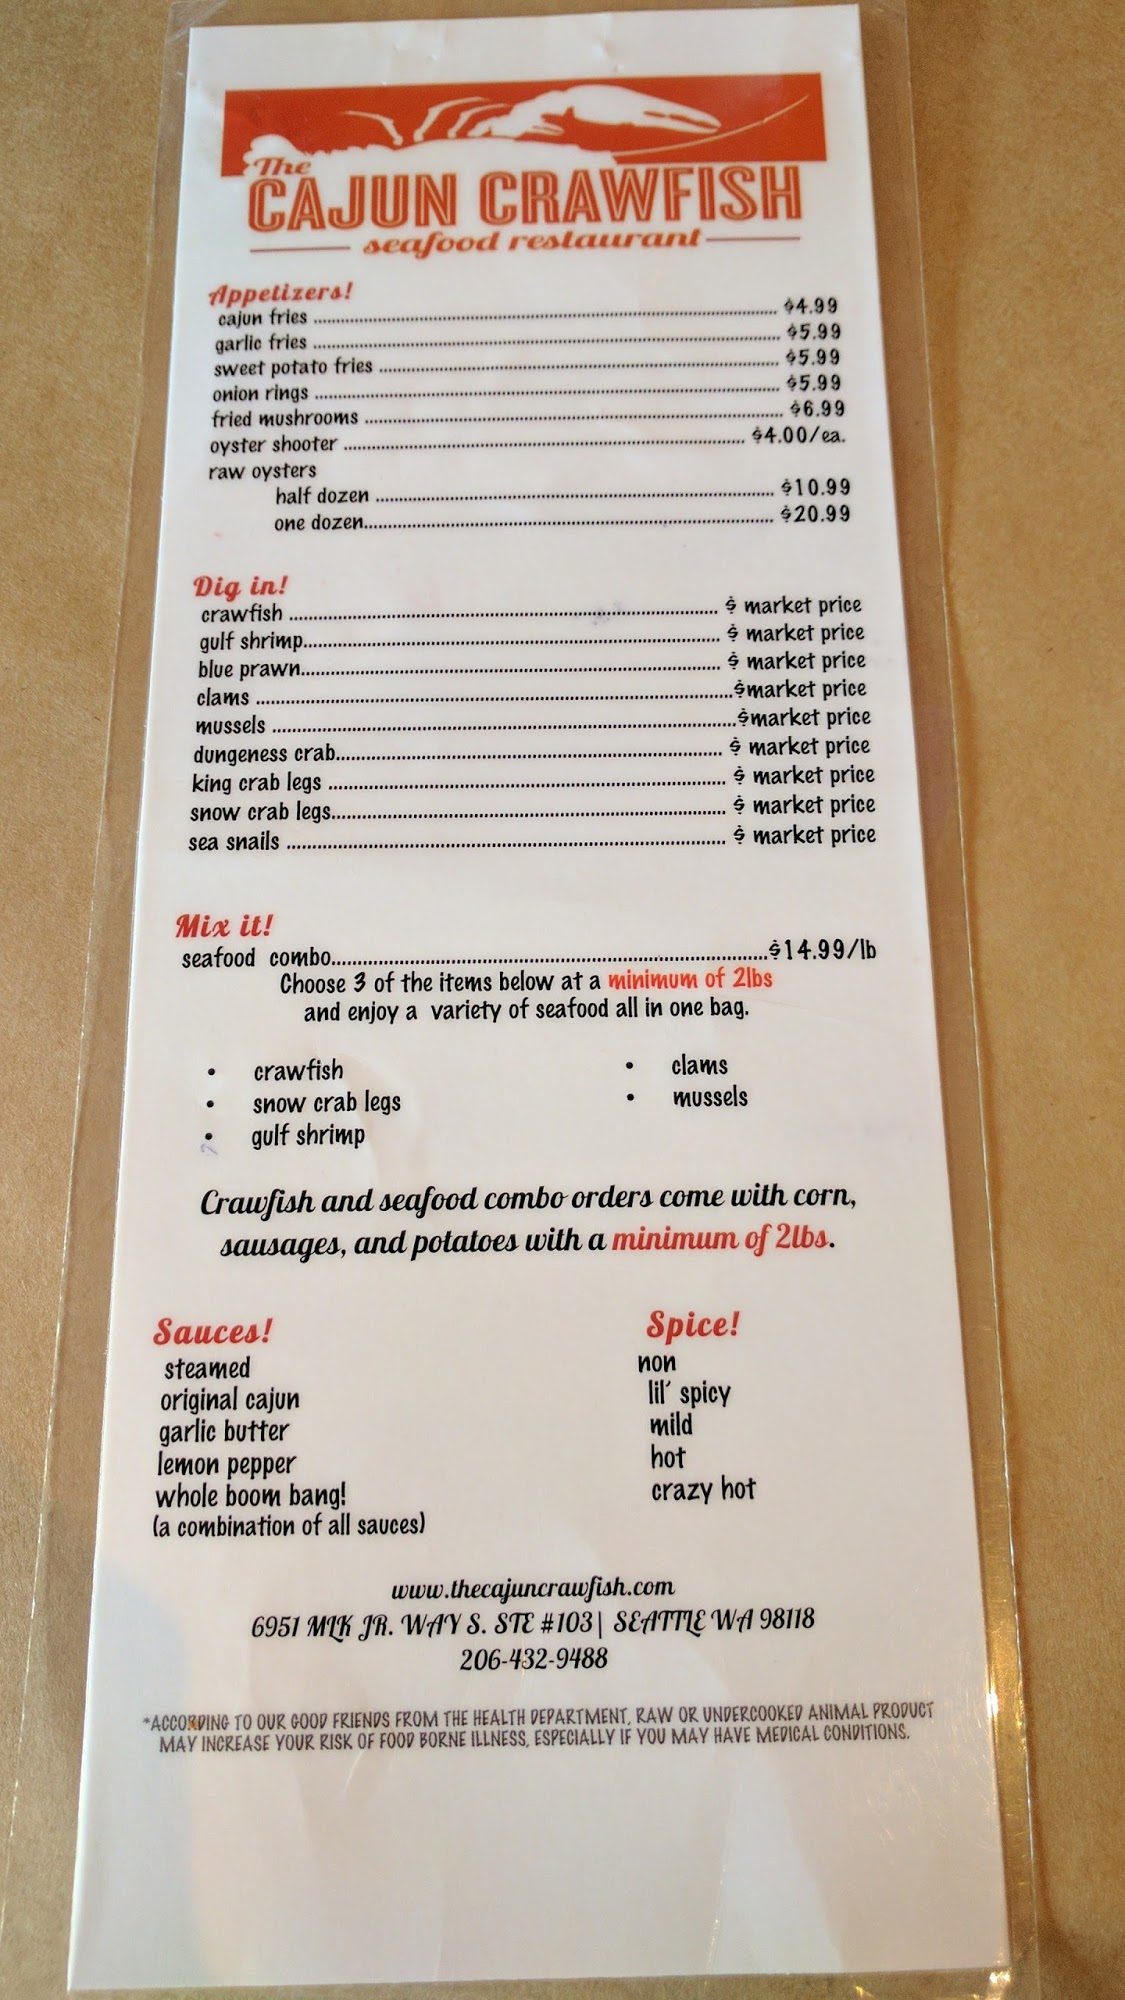 The
CAJUN CRAWFISH
seafood restaurant
Appetizers!
cajun fries ........ $4.99
garlic fries ........ $5.99
sweet potato fries ........ $5.99
onion rings ........ $5.99
fried mushrooms ........ $6.99
oyster shooter ........ $4.00/ea.
raw oysters
half dozen ........ $10.99
one dozen........ $20.99
Dig in!
crawfish ........ $ market price
gulf shrimp........ $ market price
blue prawn........ $ market price
clams ........$market price
mussels ........$market price
dungeness crab........ $ market price
king crab legs ........ $ market price
snow crab legs........ $ market price
sea snails ........ $ market price
Mix it!
seafood combo........$14.99/lb
Choose 3 of the items below at a minimum of 2lbs
and enjoy a variety of seafood all in one bag.
• crawfish
• snow crab legs
• gulf shrimp
• clams
• mussels
Crawfish and seafood combo orders come with corn,
sausages, and potatoes with a minimum of 2lbs.
Sauces!
steamed
original cajun
garlic butter
lemon pepper
whole boom bang!
(a combination of all sauces)
Spice!
non
lil' spicy
mild
hot
crazy hot
www.thecajuncrawfish.com
6951 MLK JR. WAY S. STE #103| SEATTLE WA 98118
206-432-9488
*ACCORDING TO OUR GOOD FRIENDS FROM THE HEALTH DEPARTMENT, RAW OR UNDERCOOKED ANIMAL PRODUCT
MAY INCREASE YOUR RISK OF FOOD BORNE ILLNESS, ESPECIALLY IF YOU MAY HAVE MEDICAL CONDITIONS.